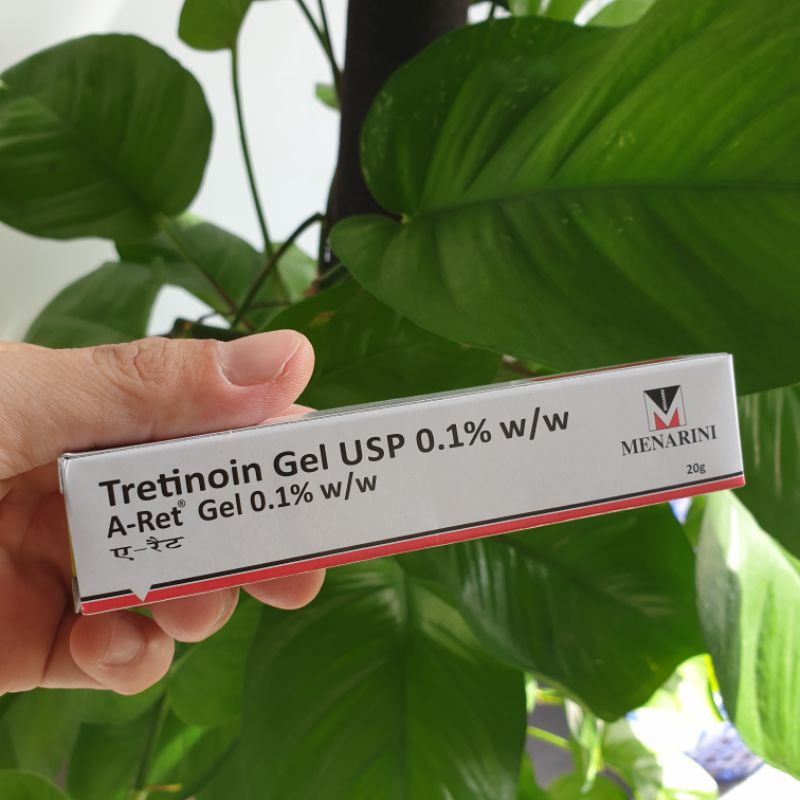 Tretinoin Gel USP 0.1% w/w
A-Ret® Gel 0.1% w/w
ए-रैट
MENARINI
20g